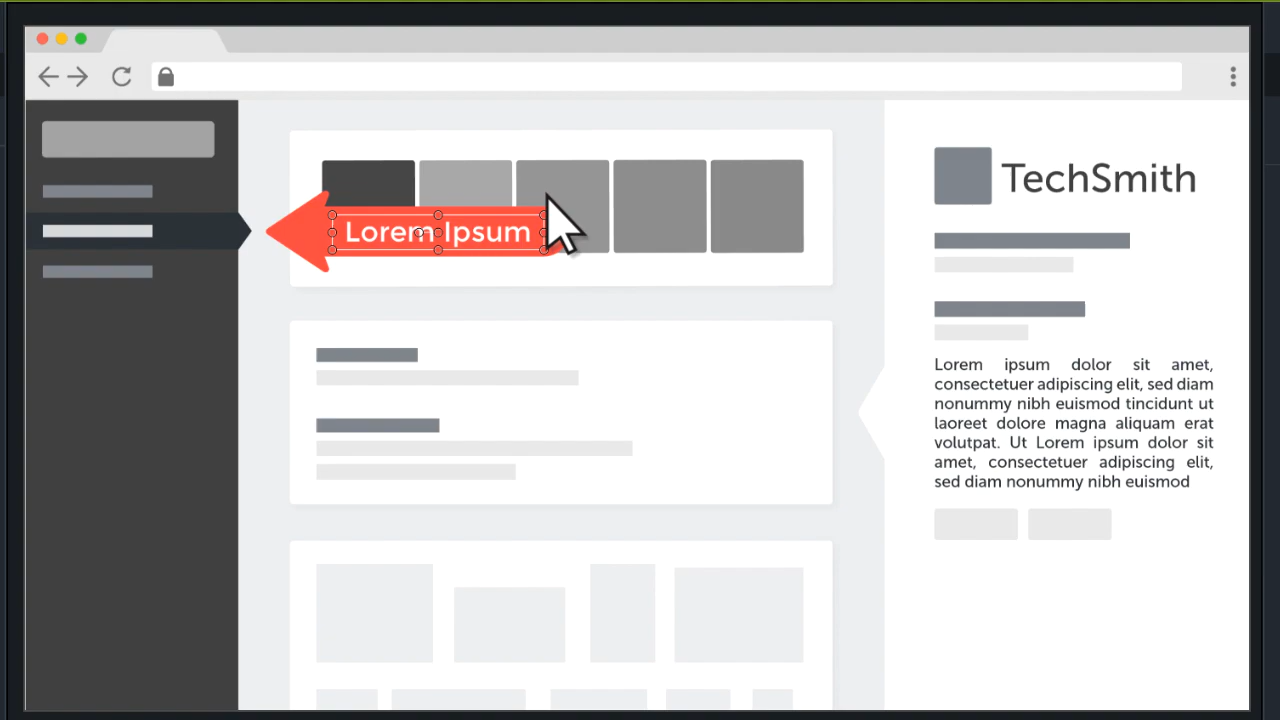 Lorem Ipsum
TechSmith
Lorem ipsum dolor sit amet,
consectetuer adipiscing elit, sed diam
nonummy nibh euismod tincidunt ut
laoreet dolore magna aliquam erat
volutpat. Ut Lorem ipsum dolor sit
amet, consectetuer adipiscing elit,
sed diam nonummy nibh euismod